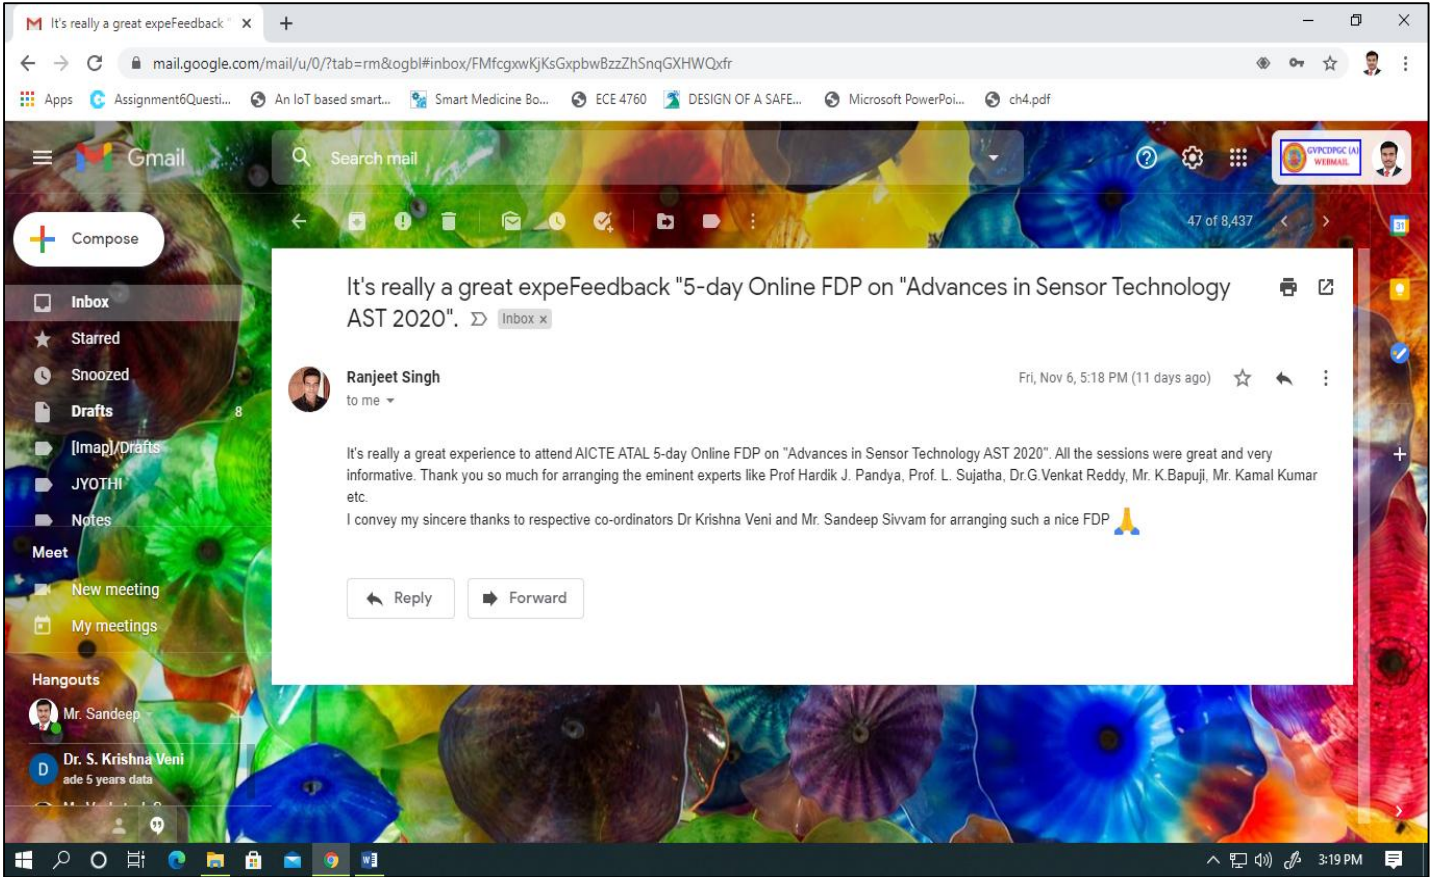 It's really a great expeFeedback "
mail.google.com/mail/u/0/?tab=rm&ogbl#inbox/FMfcgxwKjKsGxpbwBzzZhSnqGXHWQxfr
Apps Assignment6Questi... An IoT based smart... Smart Medicine Bo... ECE 4760 DESIGN OF A SAFE... Microsoft PowerPoi... ch4.pdf
Gmail Search mail GVPCDPGC (A)
WEBMAIL
Compose 47 of 8,437
31
It's really a great expeFeedback "5-day Online FDP on "Advances in Sensor Technology
AST 2020". Inbox x
Inbox
Starred
Snoozed
Drafts 8
[Imap]/Drafts
JYOTHI
Notes
Meet
New meeting
My meetings
Hangouts
Mr. Sandeep
D Dr. S. Krishna Veni
ade 5 years data
Ranjeet Singh Fri, Nov 6, 5:18 PM (11 days ago)
to me
It's really a great experience to attend AICTE ATAL 5-day Online FDP on "Advances in Sensor Technology AST 2020". All the sessions were great and very
informative. Thank you so much for arranging the eminent experts like Prof Hardik J. Pandya, Prof. L. Sujatha, Dr.G.Venkat Reddy, Mr. K.Bapuji, Mr. Kamal Kumar
etc.
I convey my sincere thanks to respective co-ordinators Dr Krishna Veni and Mr. Sandeep Sivvam for arranging such a nice FDP 🙏
Reply Forward
3:19 PM